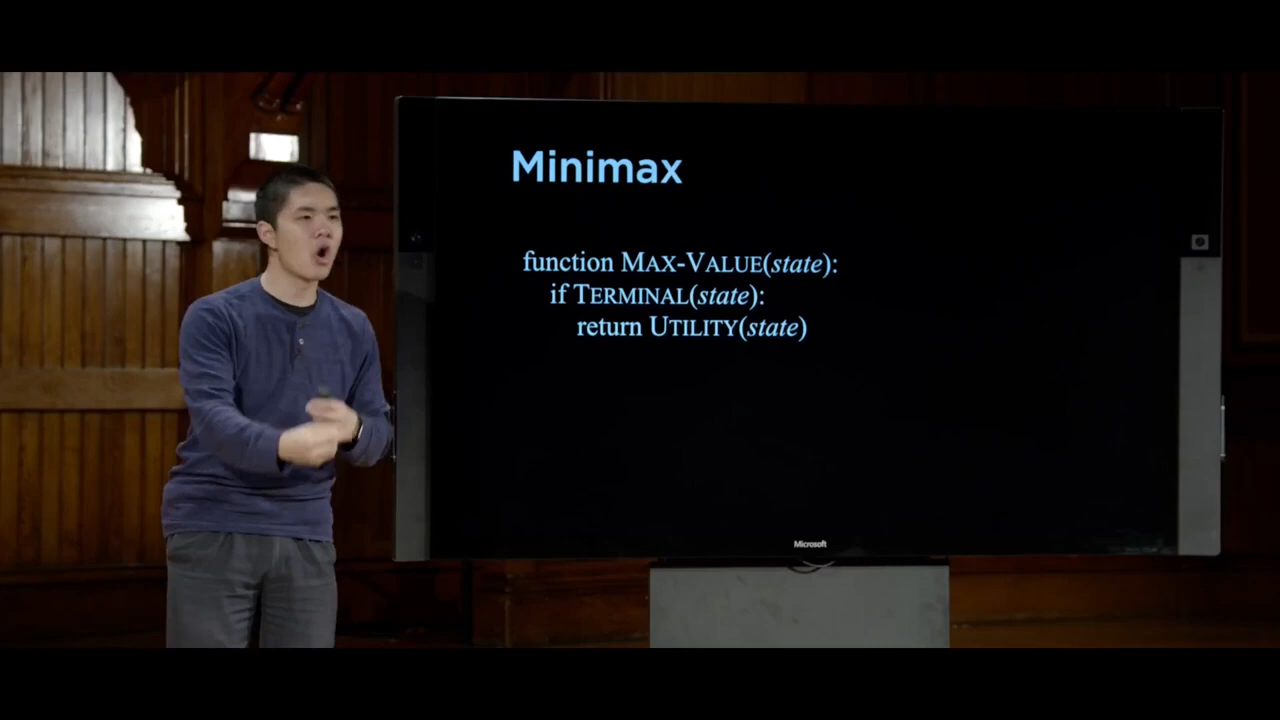 Minimax
function MAX-VALUE(state):
if TERMINAL(state):
return UTILITY(state)
Microsoft